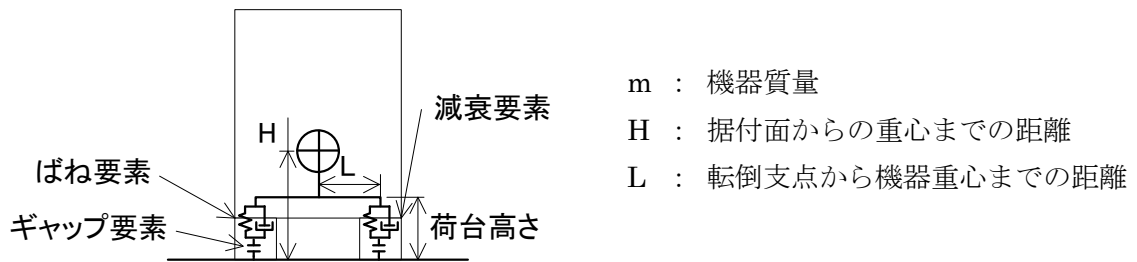 減衰要素
H
L
ばね要素
ギャップ要素
荷台高さ
m : 機器質量
H : 据付面からの重心までの距離
L : 転倒支点から機器重心までの距離